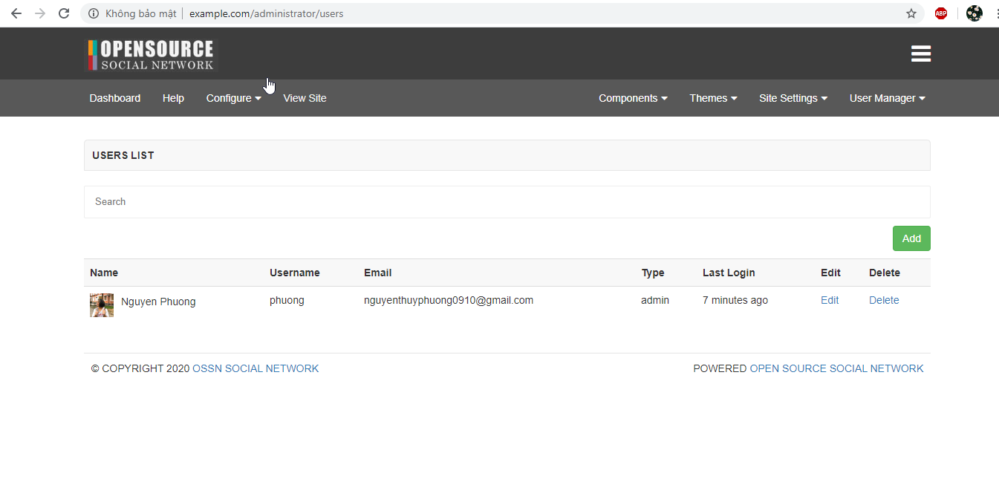 Không bảo mật example.com/administrator/users ABP
OPENSOURCE
SOCIAL NETWORK
Dashboard Help Configure View Site Components Themes Site Settings User Manager
USERS LIST
Search
Add
Name Username Email Type Last Login Edit Delete
Nguyen Phuong phuong nguyenthuyphuong0910@gmail.com admin 7 minutes ago Edit Delete
© COPYRIGHT 2020 OSSN SOCIAL NETWORK POWERED OPEN SOURCE SOCIAL NETWORK